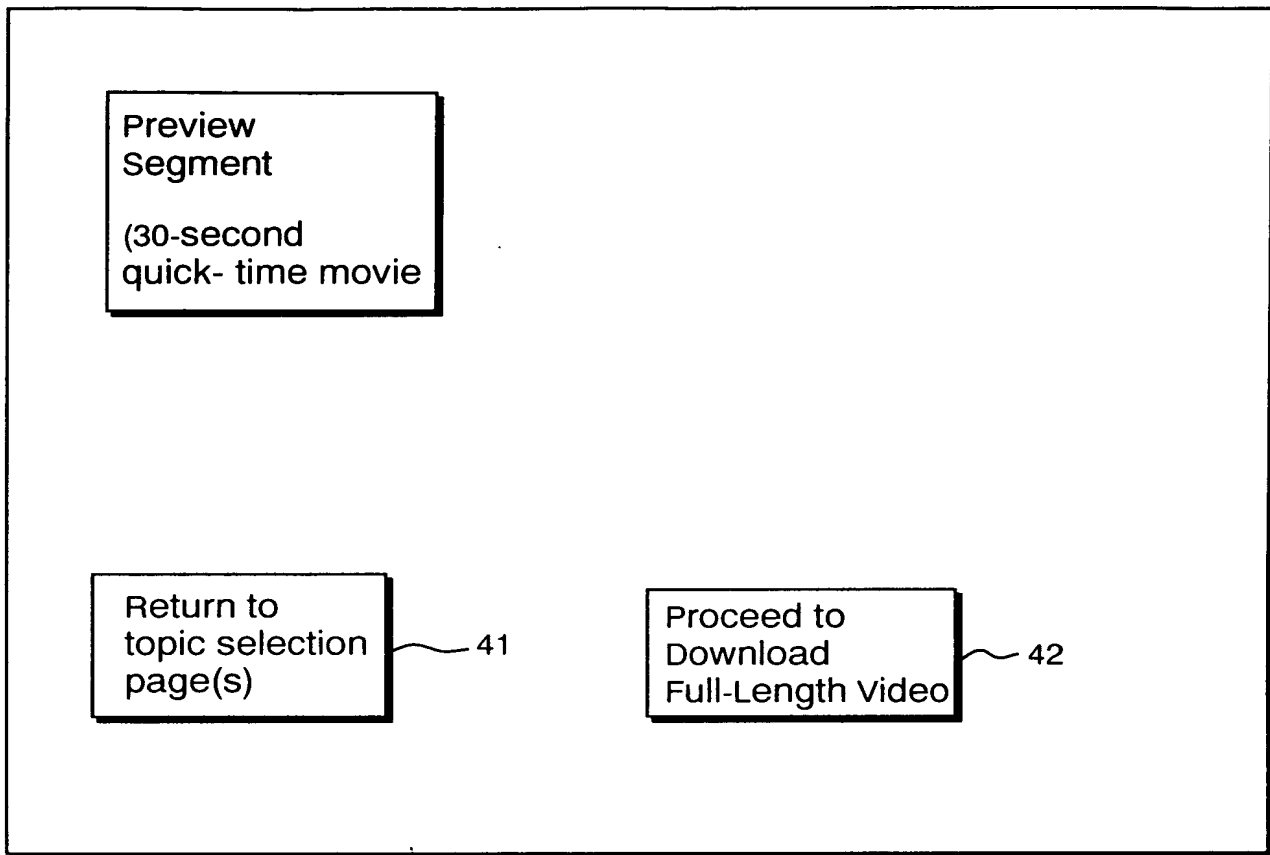 Preview
Segment
(30-second
quick- time movie
Return to
topic selection
page(s)
41
Proceed to
Download
Full-Length Video
42